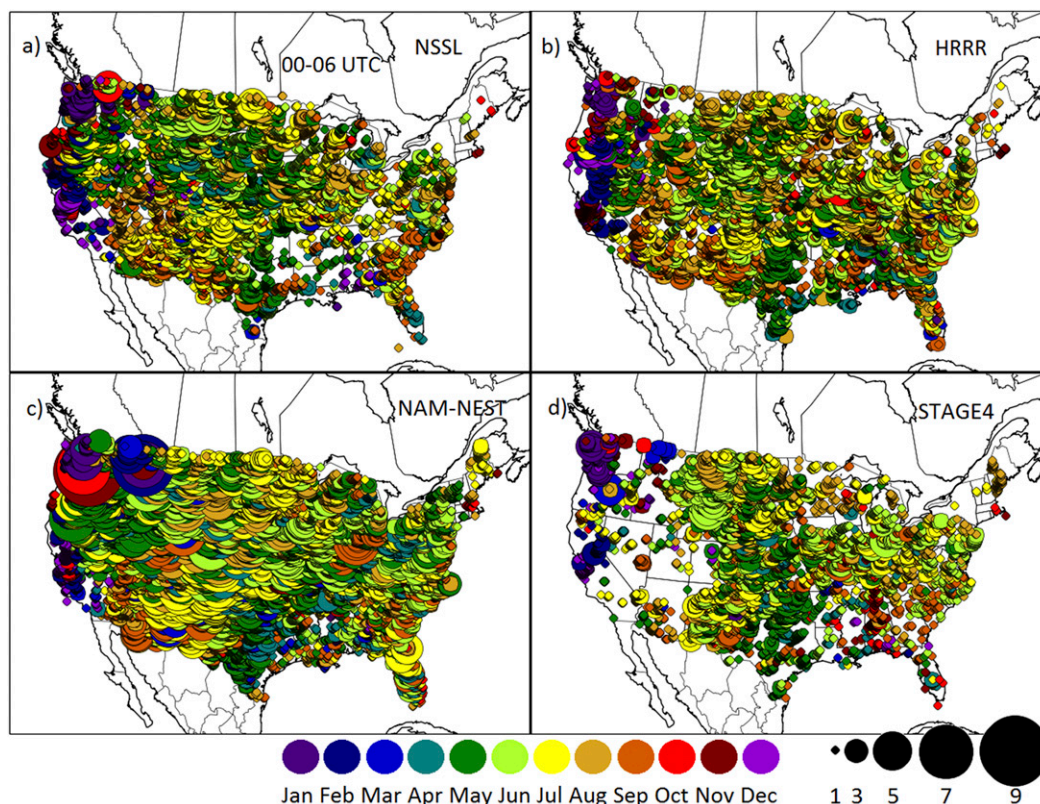 a) NSSL
00-06 UTC
b) HRRR
c) NAM-NEST
d) STAGE4
Jan Feb Mar Apr May Jun Jul Aug Sep Oct Nov Dec
1 3 5 7 9